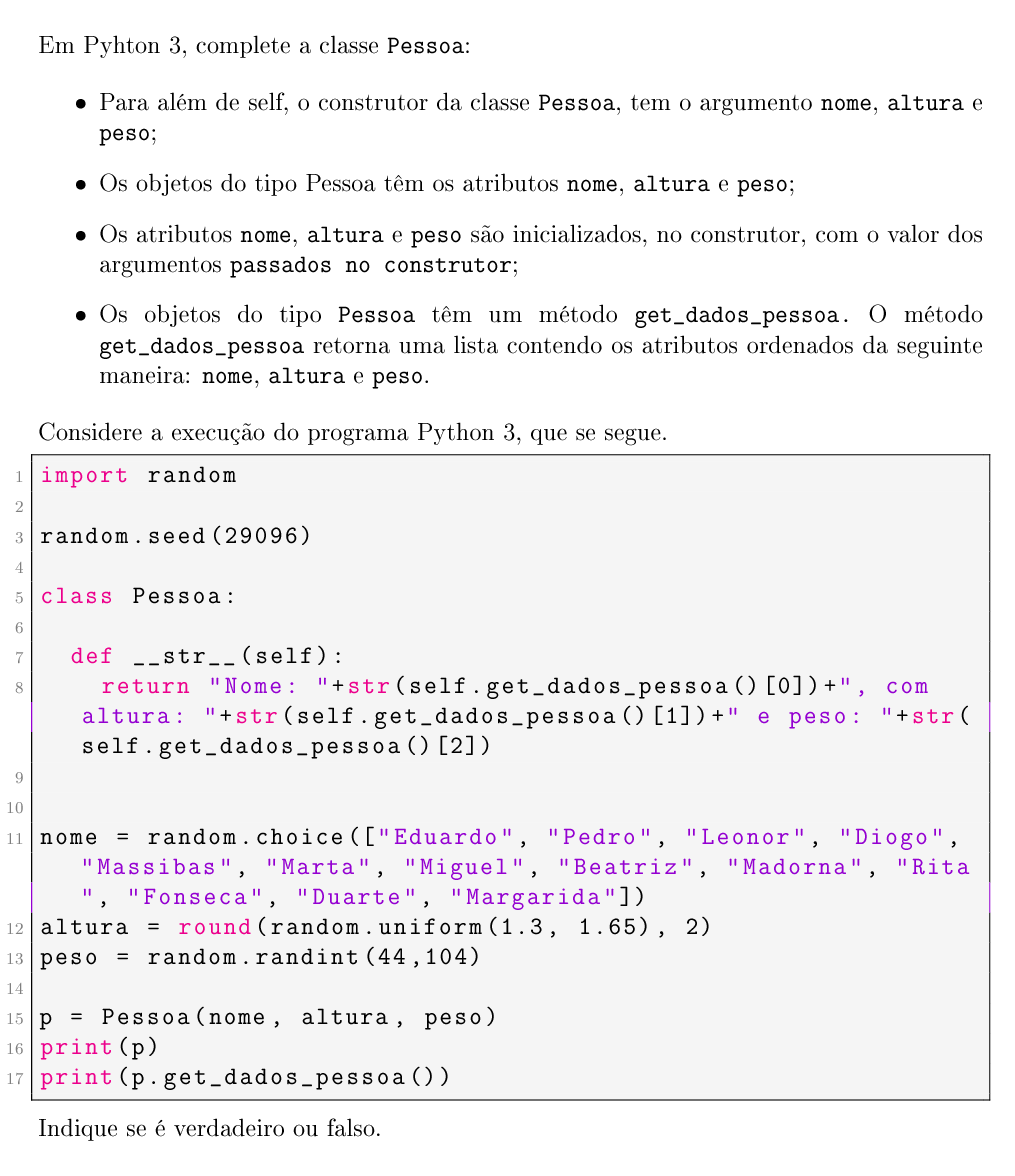 Em Pyhton 3, complete a classe Pessoa:
• Para além de self, o construtor da classe Pessoa, tem o argumento nome, altura e
peso;
• Os objetos do tipo Pessoa têm os atributos nome, altura e peso;
• Os atributos nome, altura e peso são inicializados, no construtor, com o valor dos
argumentos passados no construtor;
• Os objetos do tipo Pessoa têm um método get_dados_pessoa. O método
get_dados_pessoa retorna uma lista contendo os atributos ordenados da seguinte
maneira: nome, altura e peso.
Considere a execução do programa Python 3, que se segue.
1 import random
2
3 random.seed(29096)
4
5 class Pessoa:
6
7   def __str__(self):
8     return "Nome: "+str(self.get_dados_pessoa()[0])+", com
altura: "+str(self.get_dados_pessoa()[1])+" e peso: "+str(
self.get_dados_pessoa()[2])
9
10
11 nome = random.choice(["Eduardo", "Pedro", "Leonor", "Diogo",
"Massibas", "Marta", "Miguel", "Beatriz", "Madorna", "Rita
", "Fonseca", "Duarte", "Margarida"])
12 altura = round(random.uniform(1.3, 1.65), 2)
13 peso = random.randint(44,104)
14
15 p = Pessoa(nome, altura, peso)
16 print(p)
17 print(p.get_dados_pessoa())
Indique se é verdadeiro ou falso.